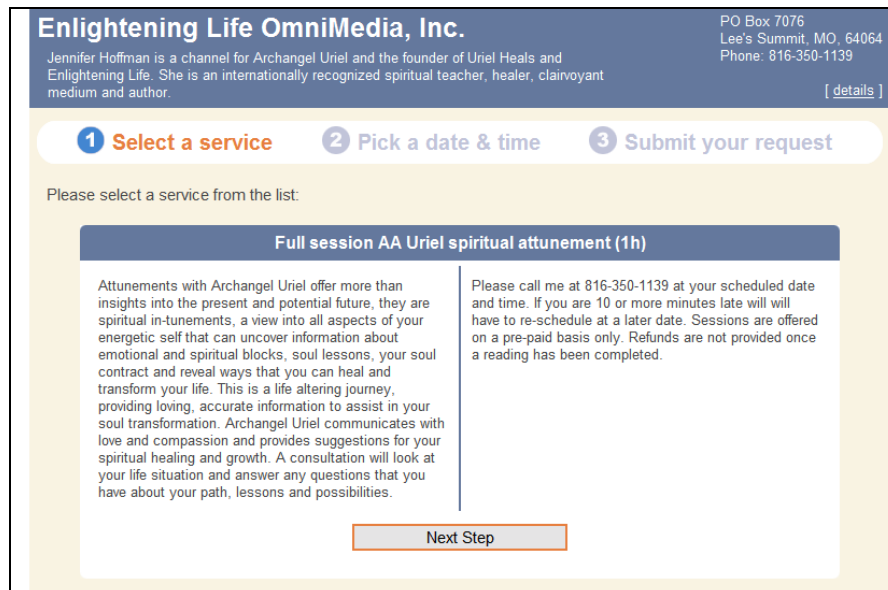 Enlightening Life OmniMedia, Inc.
Jennifer Hoffman is a channel for Archangel Uriel and the founder of Uriel Heals and
Enlightening Life. She is an internationally recognized spiritual teacher, healer, clairvoyant
medium and author.
PO Box 7076
Lee's Summit, MO, 64064
Phone: 816-350-1139
[ details ]
1 Select a service
2 Pick a date & time
3 Submit your request
Please select a service from the list:
Full session AA Uriel spiritual attunement (1h)
Attunements with Archangel Uriel offer more than
insights into the present and potential future, they are
spiritual in-tunements, a view into all aspects of your
energetic self that can uncover information about
emotional and spiritual blocks, soul lessons, your soul
contract and reveal ways that you can heal and
transform your life. This is a life altering journey,
providing loving, accurate information to assist in your
soul transformation. Archangel Uriel communicates with
love and compassion and provides suggestions for your
spiritual healing and growth. A consultation will look at
your life situation and answer any questions that you
have about your path, lessons and possibilities.
Please call me at 816-350-1139 at your scheduled date
and time. If you are 10 or more minutes late will will
have to re-schedule at a later date. Sessions are offered
on a pre-paid basis only. Refunds are not provided once
a reading has been completed.
Next Step